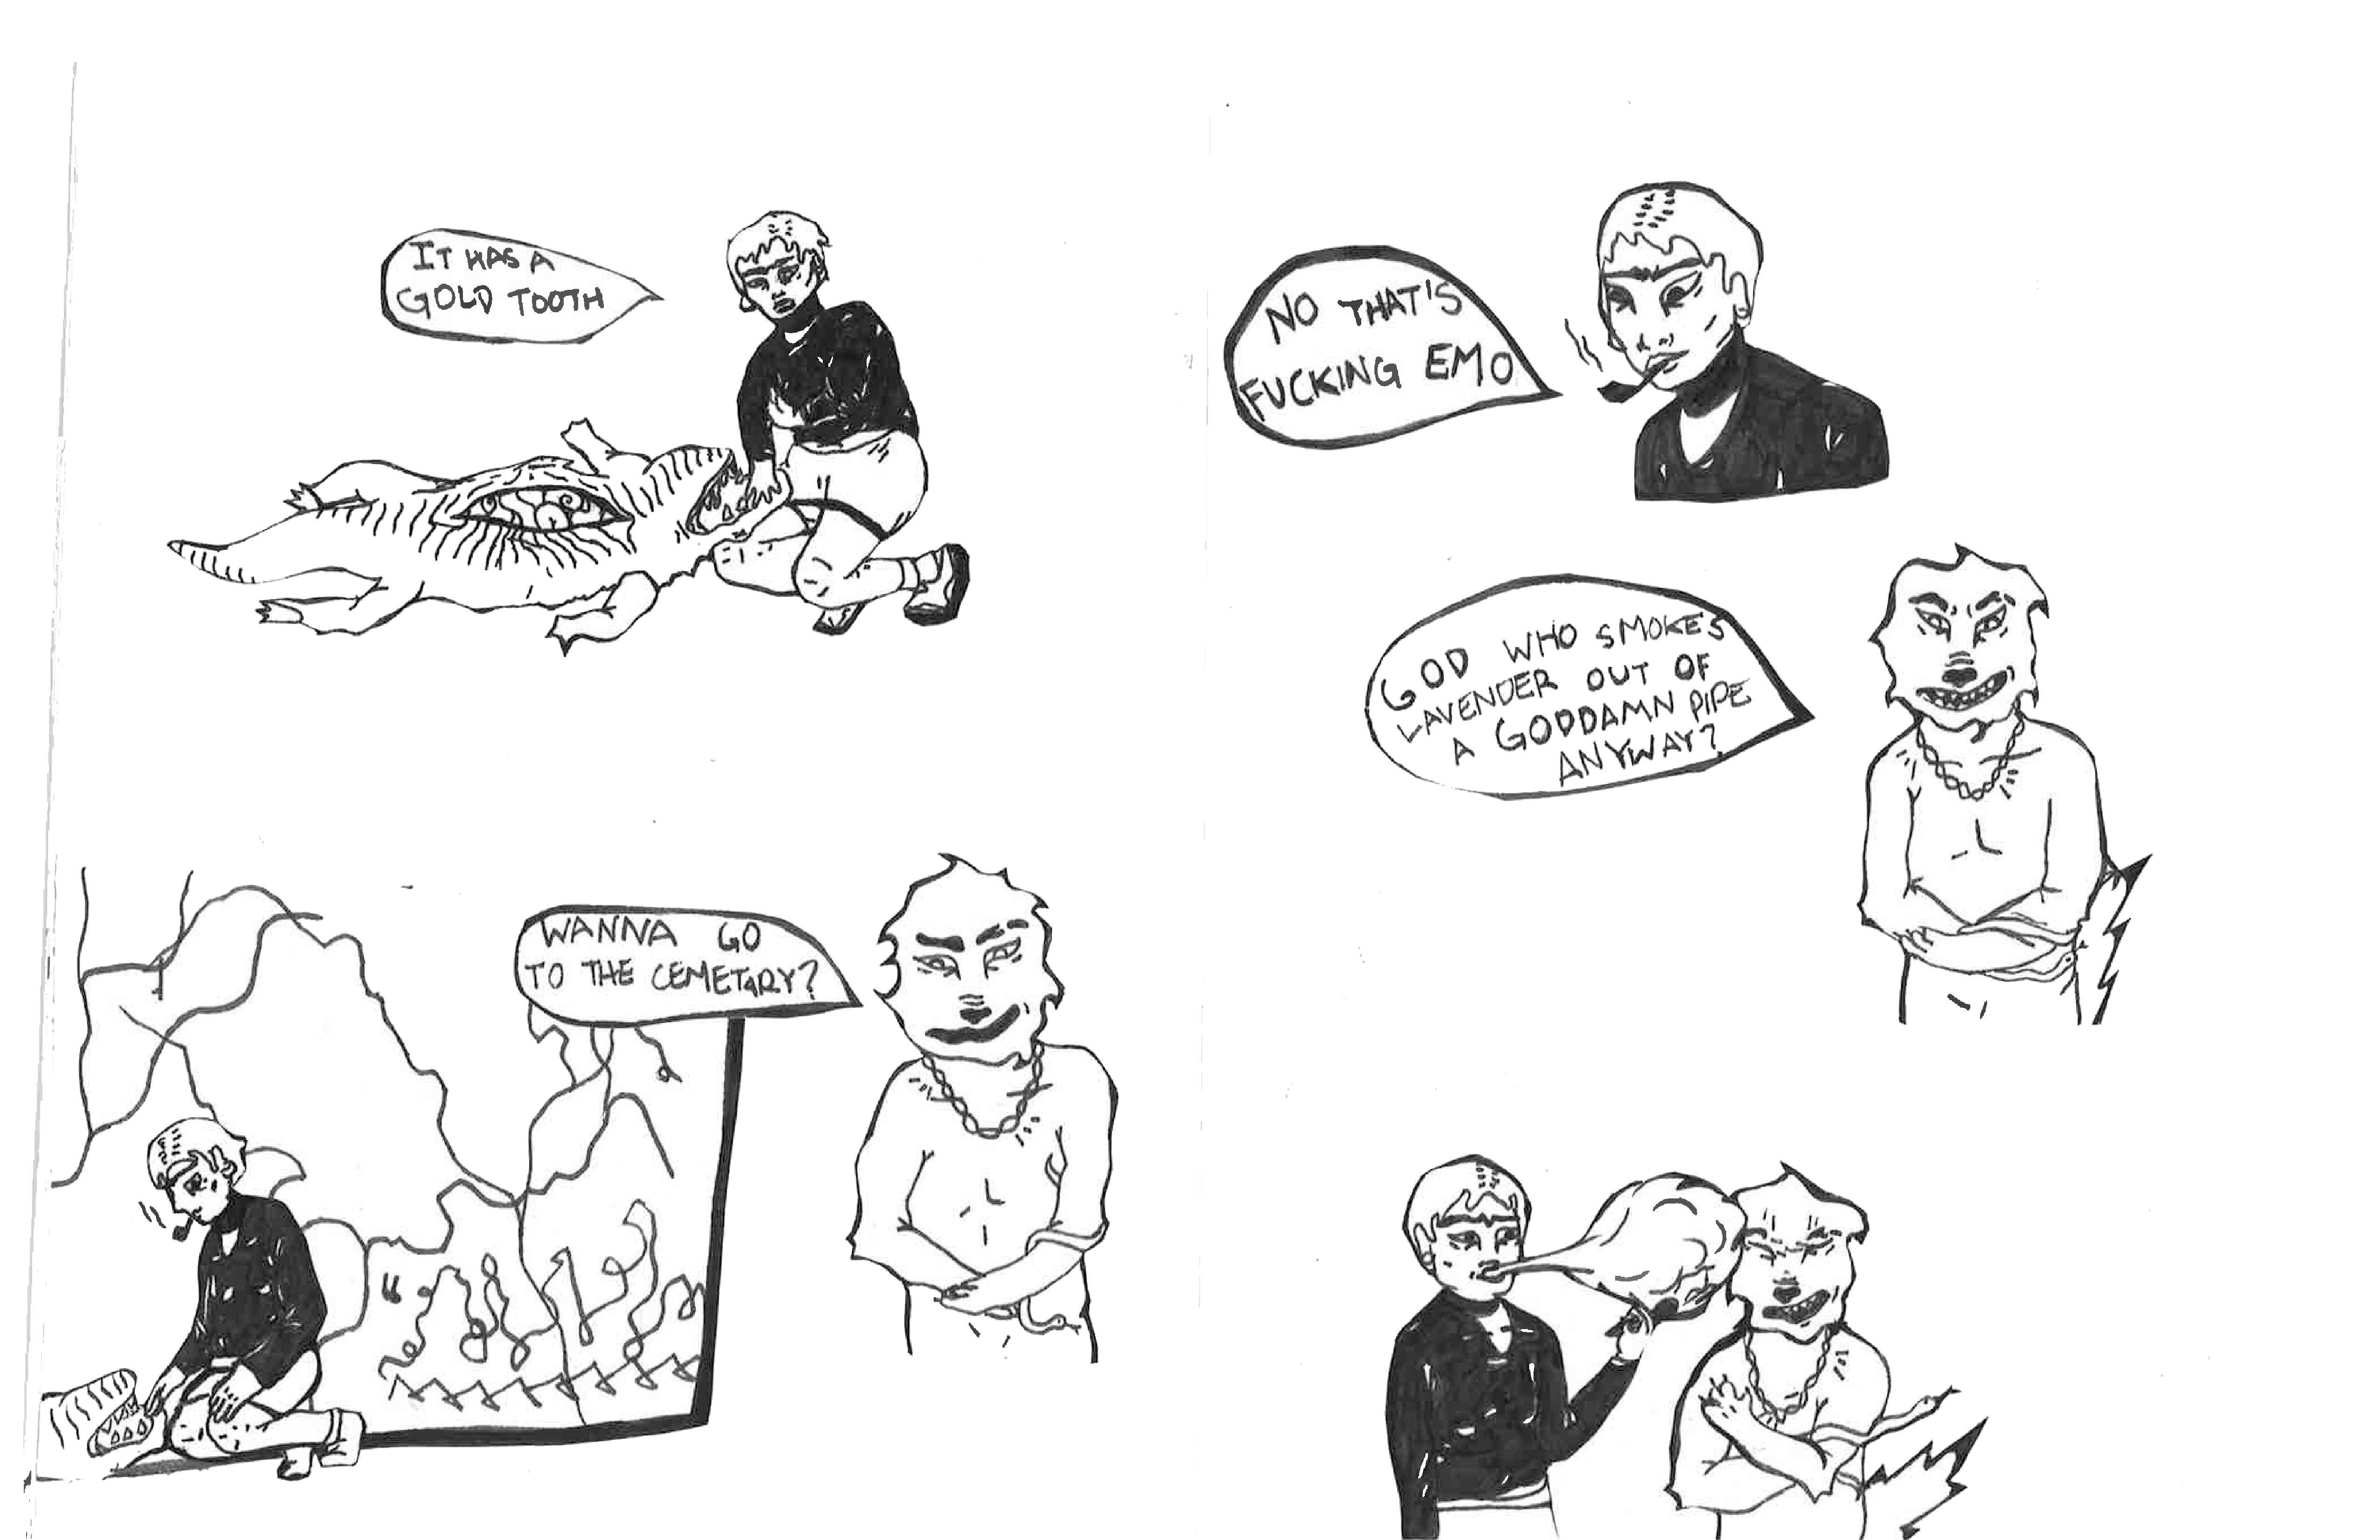 IT HAS A
GOLD TOOTH
WANNA GO
TO THE CEMETARY?
NO THAT'S
FUCKING EMO
GOD WHO SMOKES
LAVENDER OUT OF
A GODDAMN PIPE
ANYWAY?